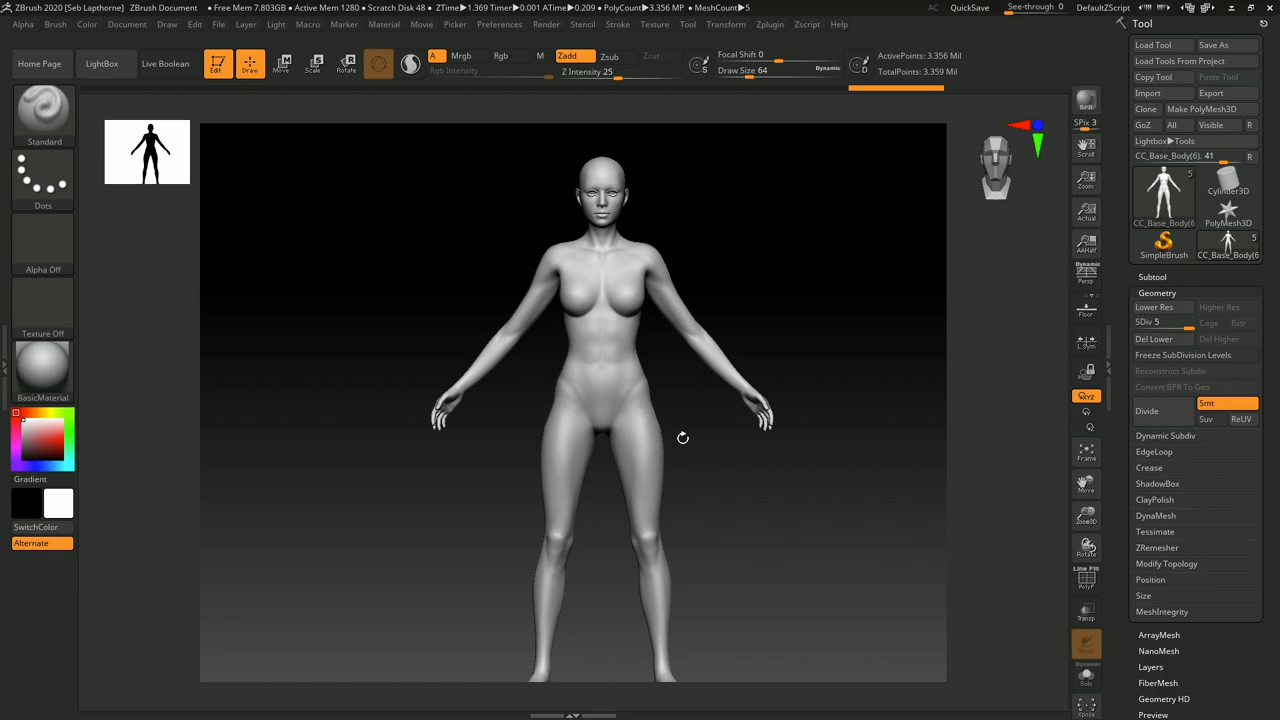 ZBrush 2020 [Seb Lapthorne] ZBrush Document • Free Mem 7.803GB • Active Mem 1280 • Scratch Disk 48 • ZTime▶1.369 Timer▶0.001 ATime▶0.209 • PolyCount▶3.356 MP • MeshCount▶5 AC QuickSave See-through 0 DefaultZScript
Alpha Brush Color Document Draw Edit File Layer Light Macro Marker Material Movie Picker Preferences Render Stencil Stroke Texture Tool Transform Zplugin Zscript Help
Tool
Home Page LightBox Live Boolean Edit Draw Move Scale Rotate
A Mrgb Rgb M Zadd Zsub Zcut
Rgb Intensity Z Intensity 25
S Focal Shift 0
Draw Size 64 Dynamic
D ActivePoints: 3.356 Mil
TotalPoints: 3.359 Mil
Standard
Dots
Alpha Off
Texture Off
BasicMaterial
Gradient
SwitchColor
Alternate
BPR
SPix 3
Scroll
Zoom
Actual
AAHalf
Dynamic
Persp
Floor
L.Sym
XYZ
Frame
Move
Zoom3D
Rotate
Line Fill
PolyF
Transp
Dynamic
Solo
Xpose
Load Tool Save As
Load Tools From Project
Copy Tool Paste Tool
Import Export
Clone Make PolyMesh3D
GoZ All Visible R
Lightbox▶Tools
CC_Base_Body(6). 41 R
5
Cylinder3D
CC_Base_Body(6 PolyMesh3D
5
SimpleBrush CC_Base_Body(6
Subtool
Geometry
Lower Res Higher Res
SDiv 5 Cage Rstr
Del Lower Del Higher
Freeze SubDivision Levels
Reconstruct Subdiv
Convert BPR To Geo
Divide Smt
Suv ReUV
Dynamic Subdiv
EdgeLoop
Crease
ShadowBox
ClayPolish
DynaMesh
Tessimate
ZRemesher
Modify Topology
Position
Size
MeshIntegrity
ArrayMesh
NanoMesh
Layers
FiberMesh
Geometry HD
Preview